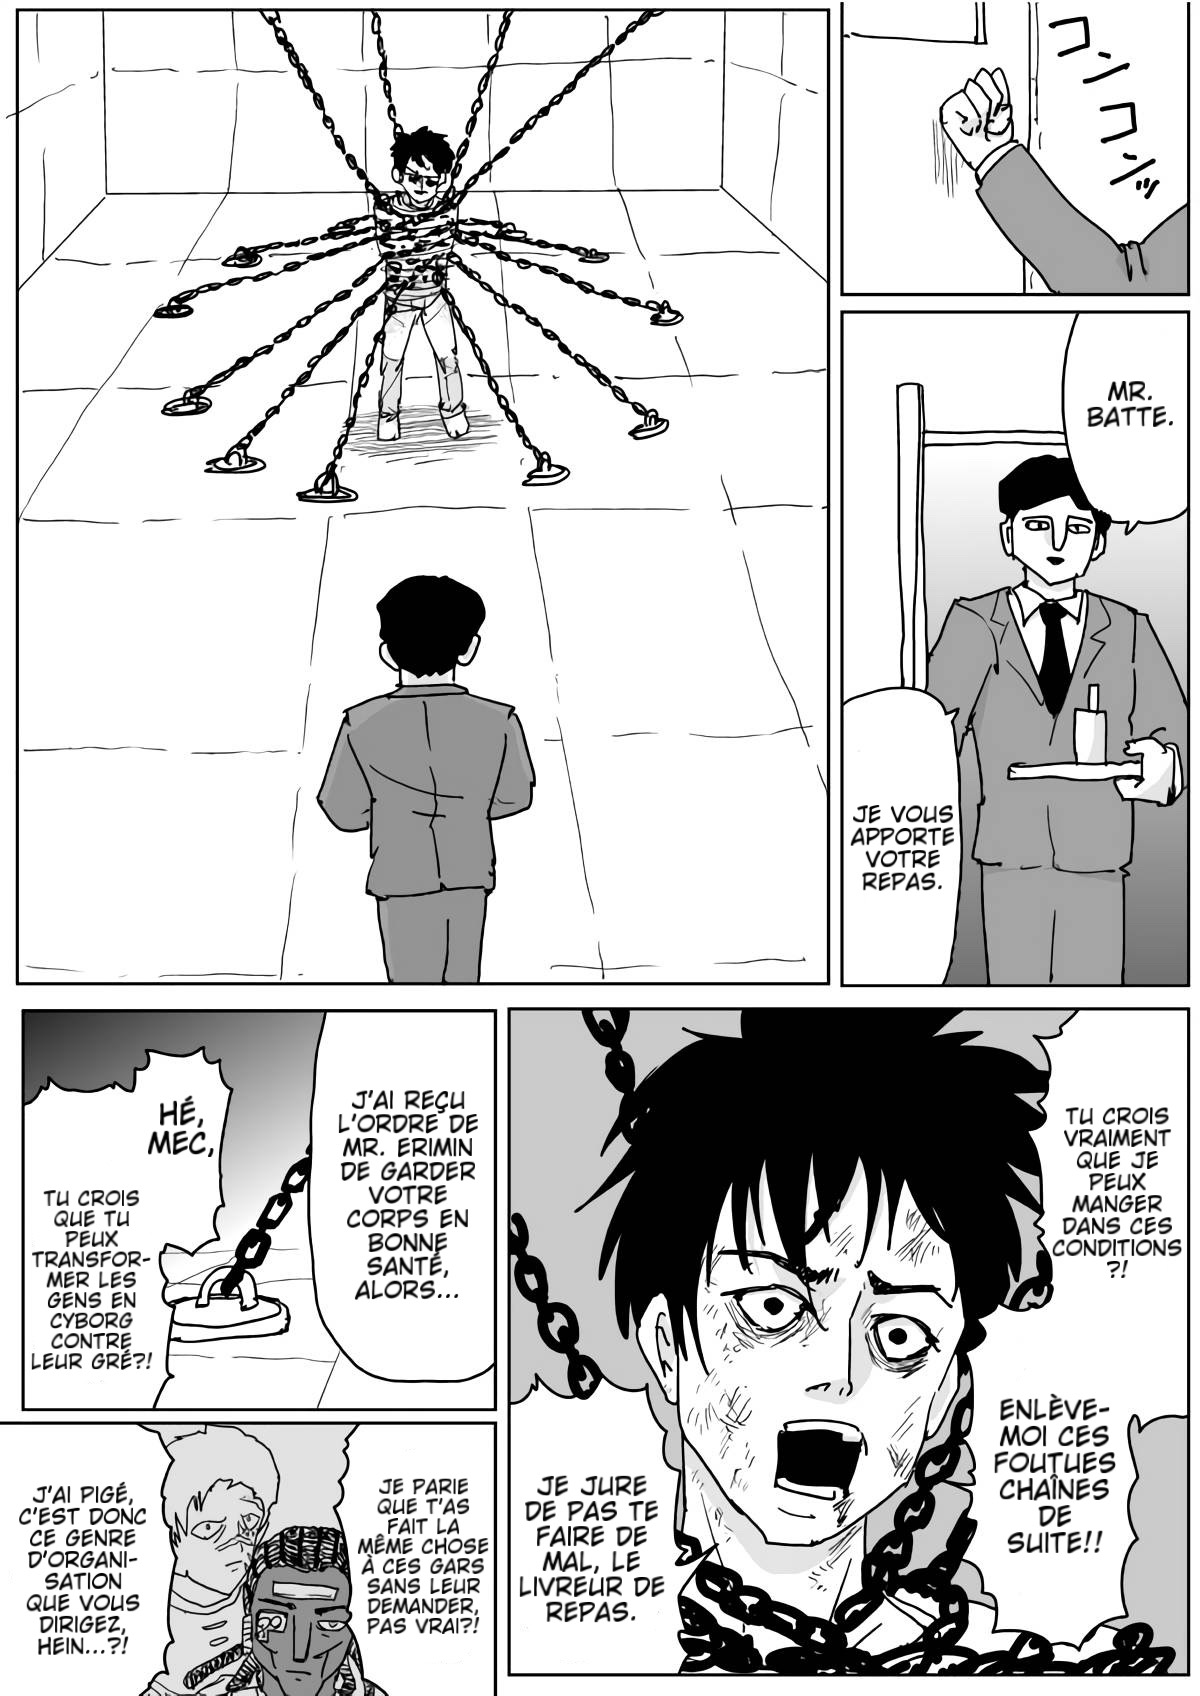 コンコンッ
MR.
BATTE.
JE VOUS
APPORTE
VOTRE
REPAS.
TU CROIS
VRAIMENT
QUE JE
PEUX
MANGER
DANS CES
CONDITIONS
?!
ENLÈVE-
MOI CES
FOUTUES
CHAÎNES
DE
SUITE!!
JE JURE
DE PAS TE
FAIRE DE
MAL, LE
LIVREUR DE
REPAS.
J'AI REÇU
L'ORDRE DE
MR. ERIMIN
DE GARDER
VOTRE
CORPS EN
BONNE
SANTÉ,
ALORS...
HÉ,
MEC,
TU CROIS
QUE TU
PEUX
TRANSFOR-
MER LES
GENS EN
CYBORG
CONTRE
LEUR GRÉ?!
JE PARIE
QUE T'AS
FAIT LA
MÊME CHOSE
À CES GARS
SANS LEUR
DEMANDER,
PAS VRAI?!
J'AI PIGÉ,
C'EST DONC
CE GENRE
D'ORGANI-
SATION
QUE VOUS
DIRIGEZ,
HEIN...?!